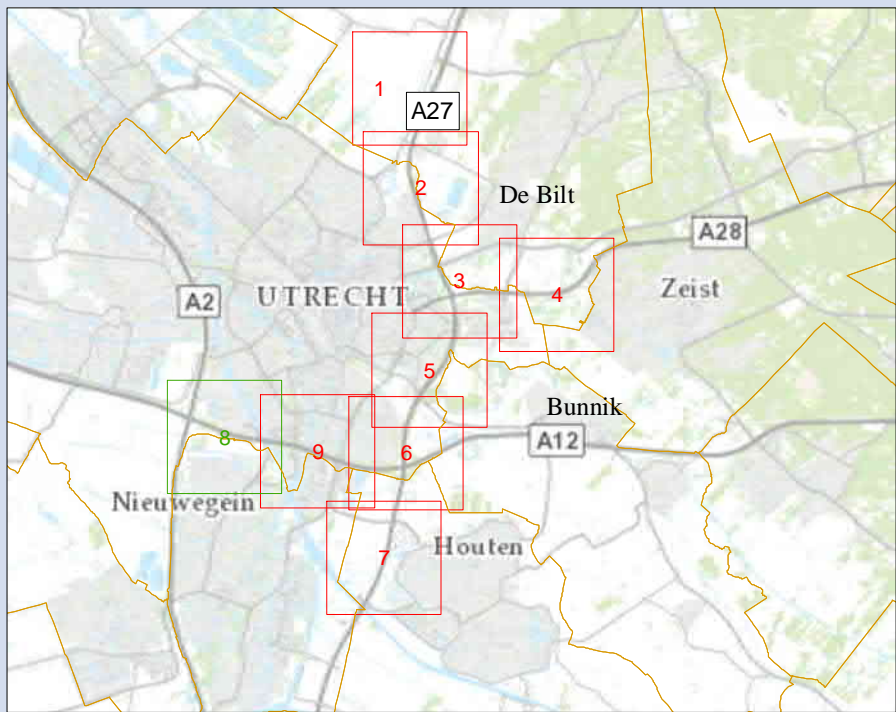 1
A27
2
De Bilt
A28
3
4
Zeist
UTRECHT
A2
5
Bunnik
8
9
6
A12
Nieuwegein
7
Houten